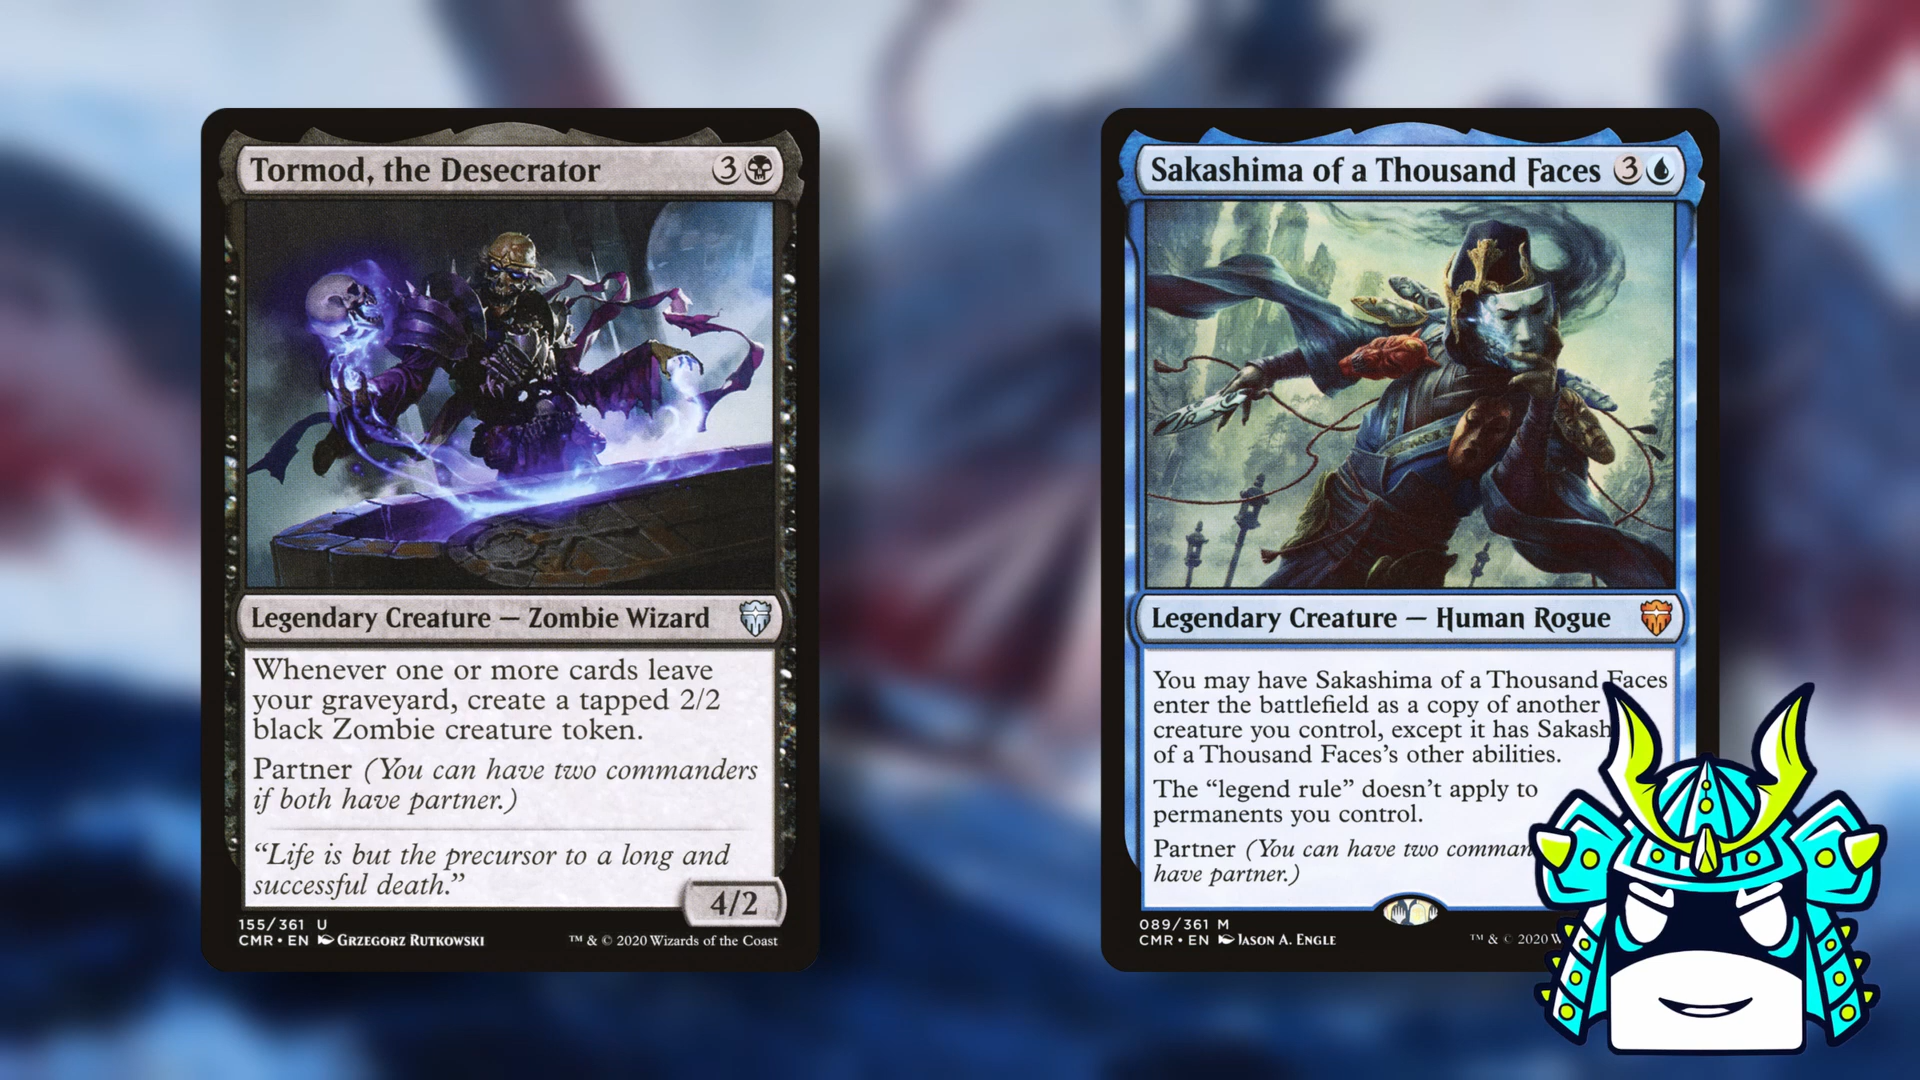 Tormod, the Desecrator 3
Legendary Creature — Zombie Wizard
Whenever one or more cards leave
your graveyard, create a tapped 2/2
black Zombie creature token.
Partner (You can have two commanders
if both have partner.)
“Life is but the precursor to a long and
successful death.”
4/2
155/361 U
CMR • EN Grzegorz Rutkowski
™ & © 2020 Wizards of the Coast
Sakashima of a Thousand Faces 3
Legendary Creature — Human Rogue
You may have Sakashima of a Thousand Faces
enter the battlefield as a copy of another
creature you control, except it has
of a Thousand Faces’s other abilities.
The “legend rule” doesn’t apply to
permanents you control.
Partner (You can have two
have partner.)
089/361 M
CMR • EN Jason A. Engle
™ & © 2020